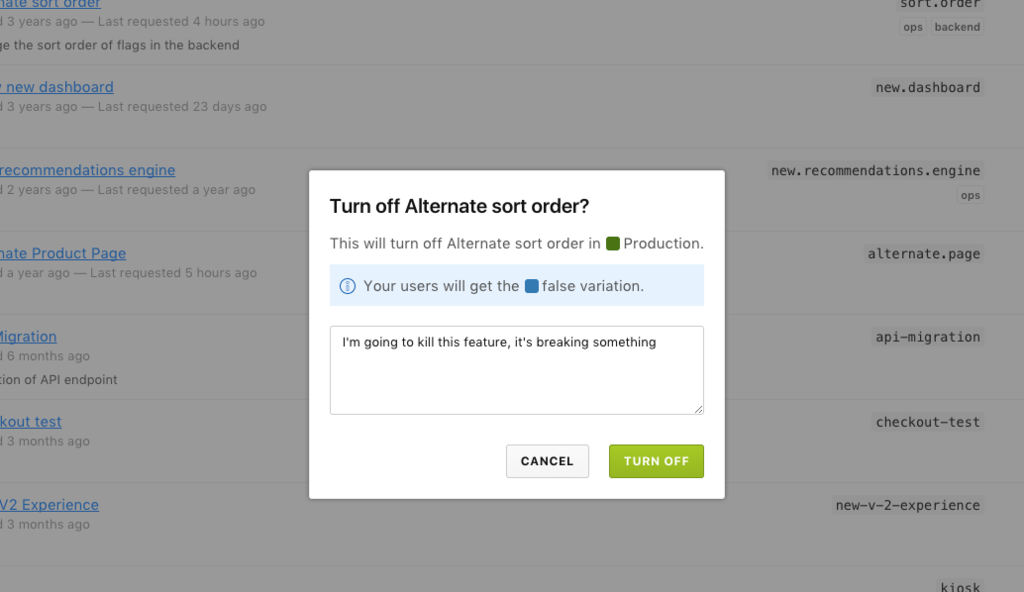 nate sort order
sort.order
d 3 years ago — Last requested 4 hours ago
ops backend
ge the sort order of flags in the backend
new dashboard
new.dashboard
d 3 years ago — Last requested 23 days ago
recommendations engine
new.recommendations.engine
d 2 years ago — Last requested a year ago
ops
nate Product Page
alternate.page
d a year ago — Last requested 5 hours ago
Migration
api-migration
d 6 months ago
tion of API endpoint
kout test
checkout-test
d 3 months ago
V2 Experience
new-v-2-experience
d 3 months ago
kiosk
Turn off Alternate sort order?
This will turn off Alternate sort order in Production.
Your users will get the false variation.
I'm going to kill this feature, it's breaking something
CANCEL
TURN OFF